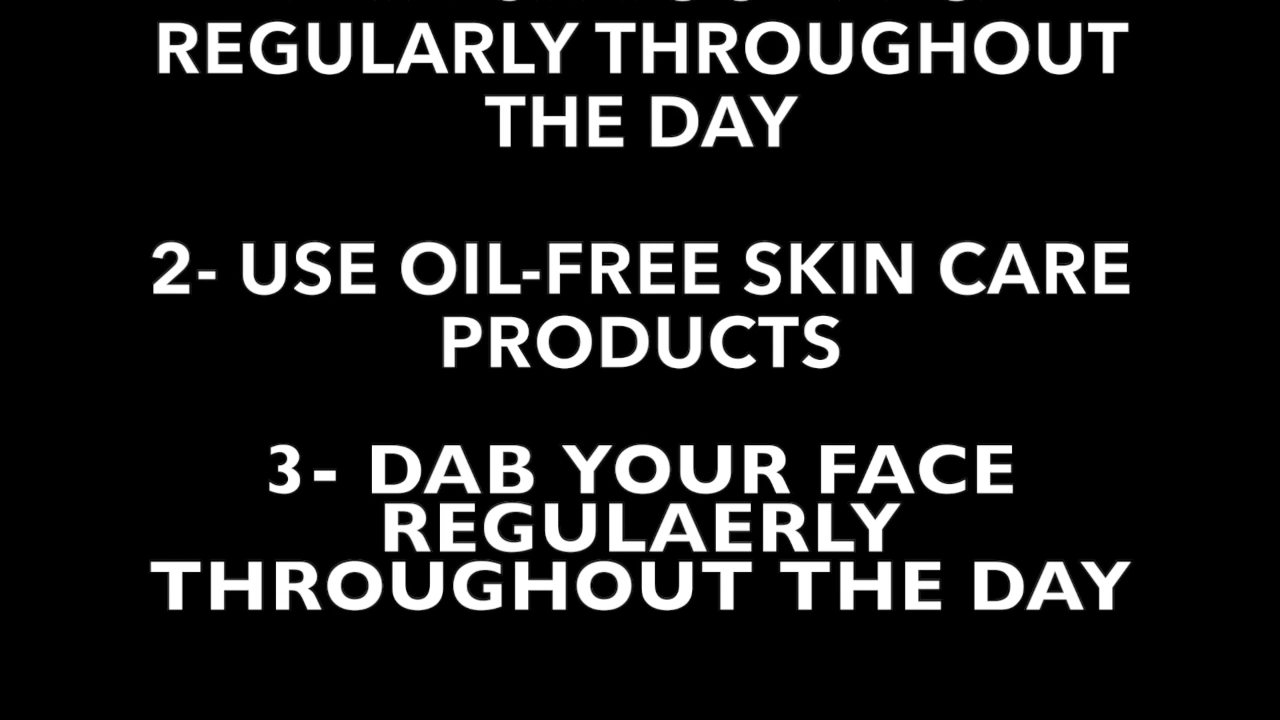 REGULARLY THROUGHOUT
THE DAY
2- USE OIL-FREE SKIN CARE
PRODUCTS
3- DAB YOUR FACE
REGULAERLY
THROUGHOUT THE DAY